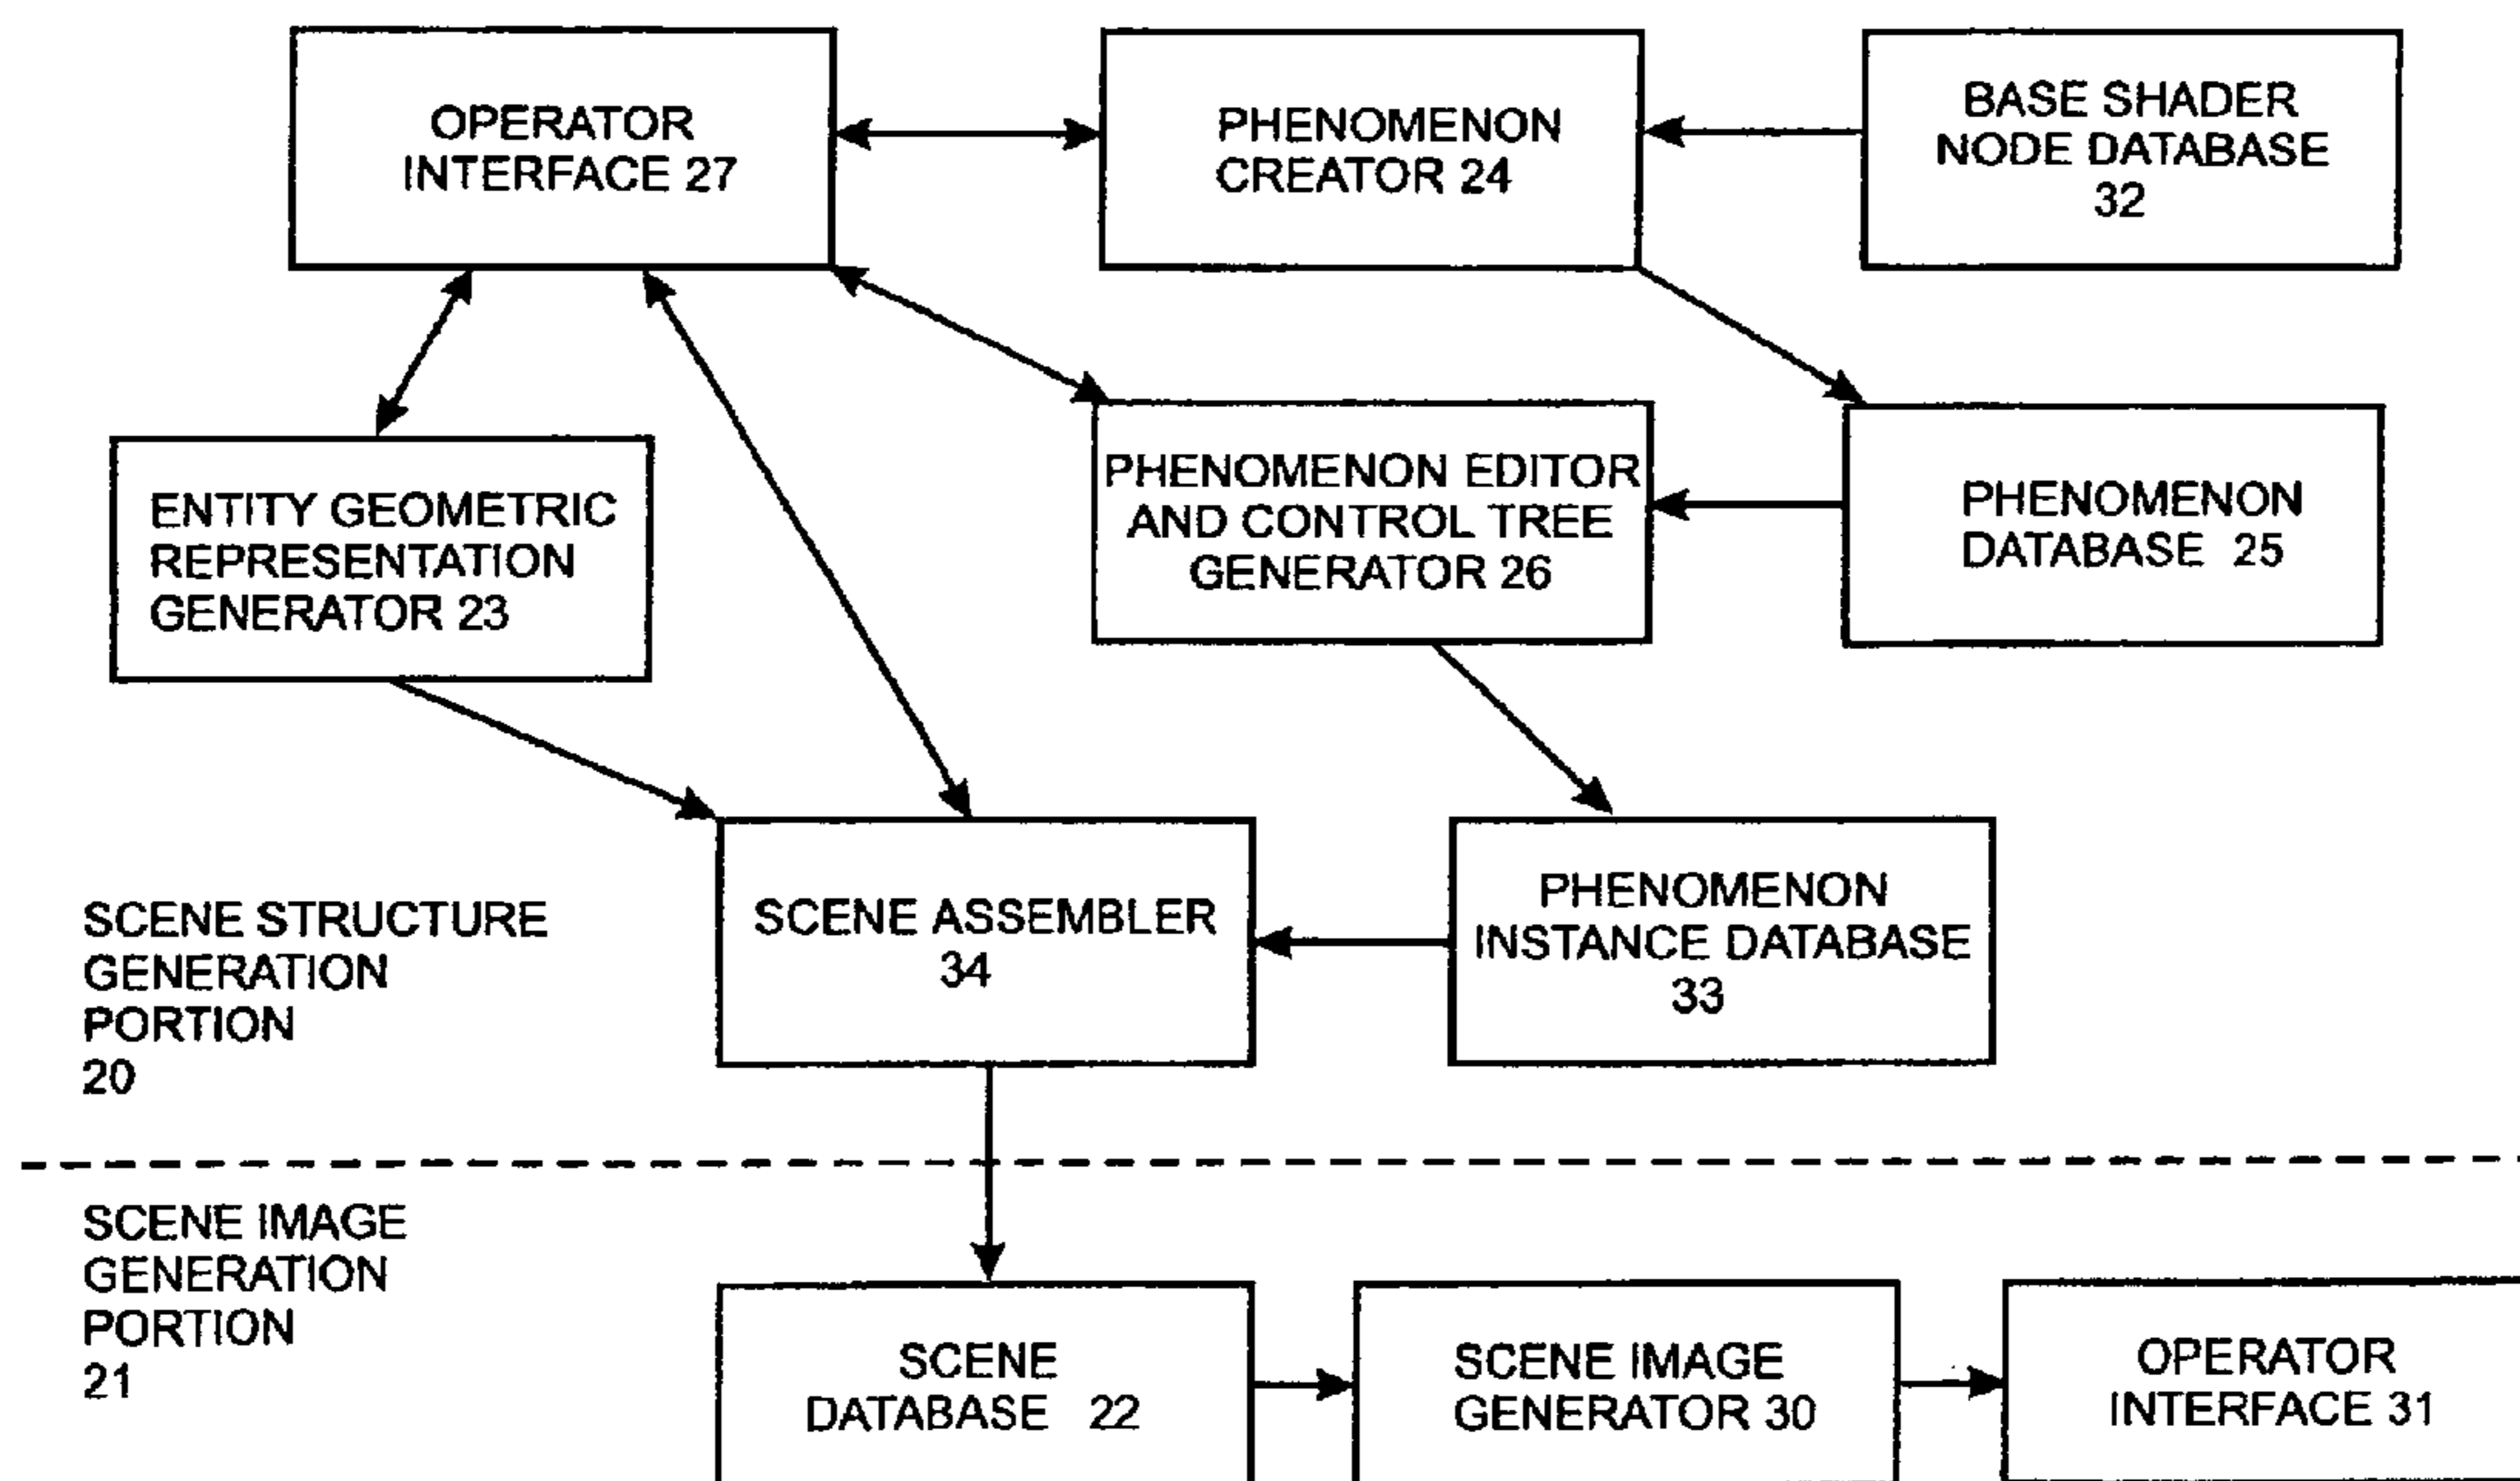 OPERATOR
INTERFACE 27
PHENOMENON
CREATOR 24
BASE SHADER
NODE DATABASE
32
ENTITY GEOMETRIC
REPRESENTATION
GENERATOR 23
PHENOMENON EDITOR
AND CONTROL TREE
GENERATOR 26
PHENOMENON
DATABASE 25
SCENE STRUCTURE
GENERATION
PORTION
20
SCENE ASSEMBLER
34
PHENOMENON
INSTANCE DATABASE
33
SCENE IMAGE
GENERATION
PORTION
21
SCENE
DATABASE 22
SCENE IMAGE
GENERATOR 30
OPERATOR
INTERFACE 31